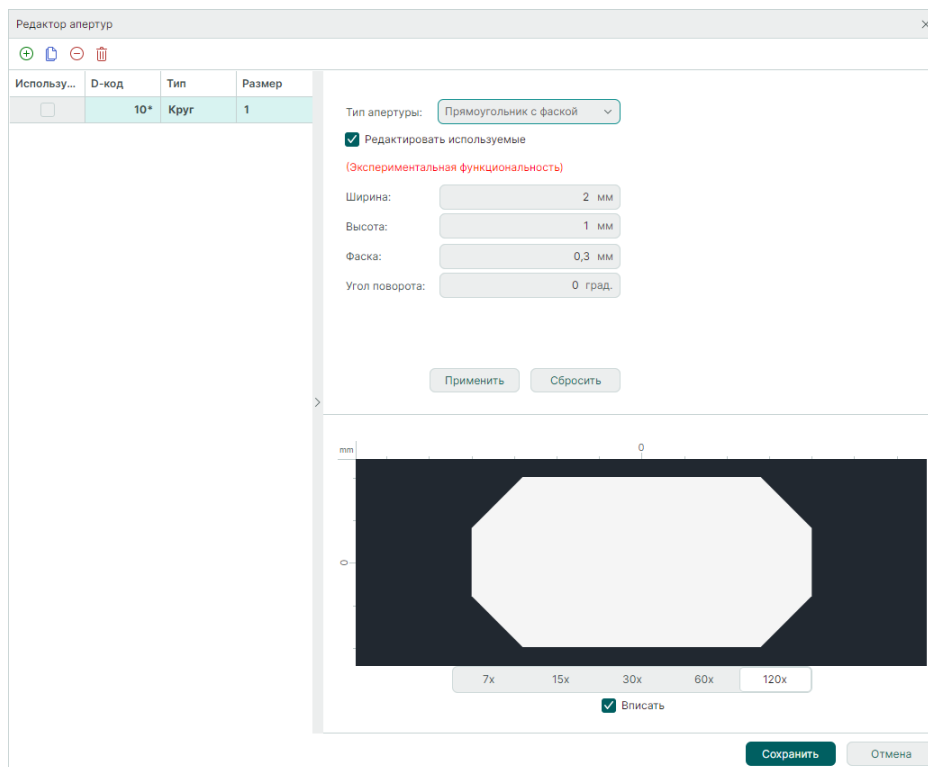 Редактор апертур
Использу... D-код Тип Размер
10* Круг 1
Тип апертуры: Прямоугольник с фаской
Редактировать используемые
(Экспериментальная функциональность)
Ширина: 2 мм
Высота: 1 мм
Фаска: 0,3 мм
Угол поворота: 0 град.
Применить Сбросить
mm 0
0
7x 15x 30x 60x 120x
Вписать
Сохранить Отмена